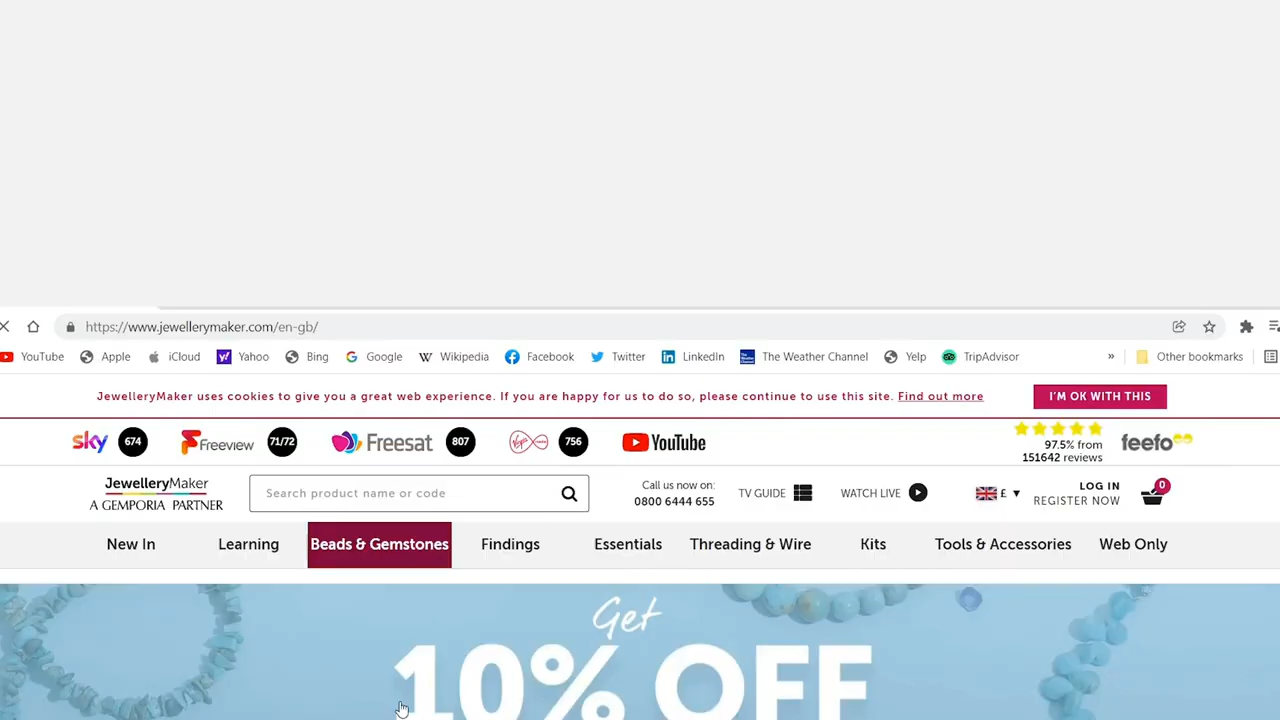 https://www.jewellerymaker.com/en-gb/
YouTube Apple iCloud Yahoo Bing Google Wikipedia Facebook Twitter LinkedIn The Weather Channel Yelp TripAdvisor » Other bookmarks
JewelleryMaker uses cookies to give you a great web experience. If you are happy for us to do so, please continue to use this site. Find out more I'M OK WITH THIS
sky 674 Freeview 71/72 Freesat 807 Virgin 756 YouTube 97.5% from 151642 reviews feefo
JewelleryMaker
A GEMPORIA PARTNER
Search product name or code
Call us now on:
0800 6444 655
TV GUIDE WATCH LIVE £ ▼
LOG IN
REGISTER NOW
0
New In Learning Beads & Gemstones Findings Essentials Threading & Wire Kits Tools & Accessories Web Only
Get
10% OFF